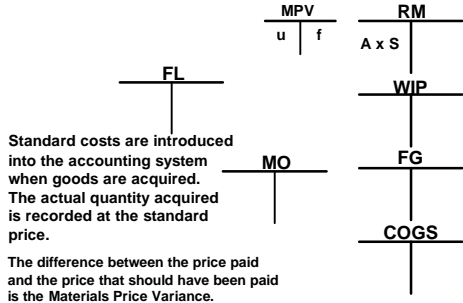 MPV
RM
u f
A x S
FL
WIP
Standard costs are introduced
into the accounting system
when goods are acquired.
The actual quantity acquired
is recorded at the standard
price.
MO
FG
COGS
The difference between the price paid
and the price that should have been paid
is the Materials Price Variance.